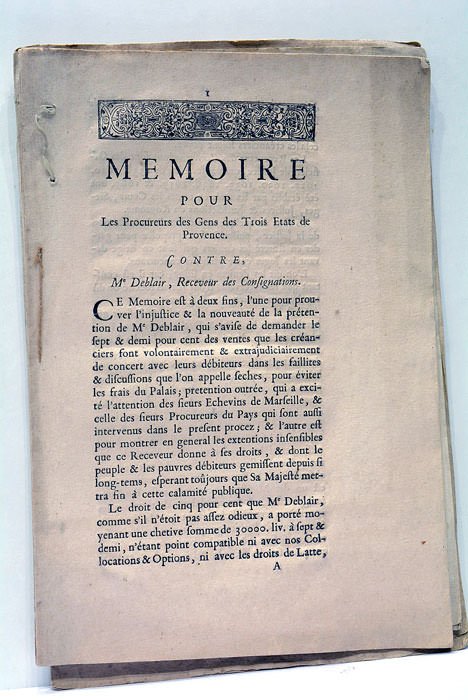 1
MEMOIRE
POUR
Les Procureurs des Gens des Trois Etats de
Provence.
CONTRE,
Me Deblair, Receveur des Consignations.
CE Memoire est à deux fins, l'une pour prou-
ver l'injustice & la nouveauté de la préten-
tion de Me Deblair, qui s'avise de demander le
sept & demi pour cent des ventes que les créan-
ciers font volontairement & extrajudiciairement
de concert avec leurs débiteurs dans les faillites
& discussions que l'on appelle seches, pour éviter
les frais du Palais; pretention outrée, qui a exci-
té l'attention des sieurs Echevins de Marseille, &
celle des sieurs Procureurs du Pays qui sont aussi
intervenus dans le present procez; & l'autre est
pour montrer en general les extentions insensibles
que ce Receveur donne à ses droits, & dont le
peuple & les pauvres débiteurs gemissent depuis si
long-tems, esperant toûjours que Sa Majesté met-
tra fin à cette calamité publique.
Le droit de cinq pour cent que Me Deblair,
comme s'il n'étoit pas assez odieux, a porté mo-
yenant une chetive somme de 30000. liv. à sept &
demi, n'étant point compatible ni avec nos Col-
locations & Options, ni avec les droits de Latte,
A